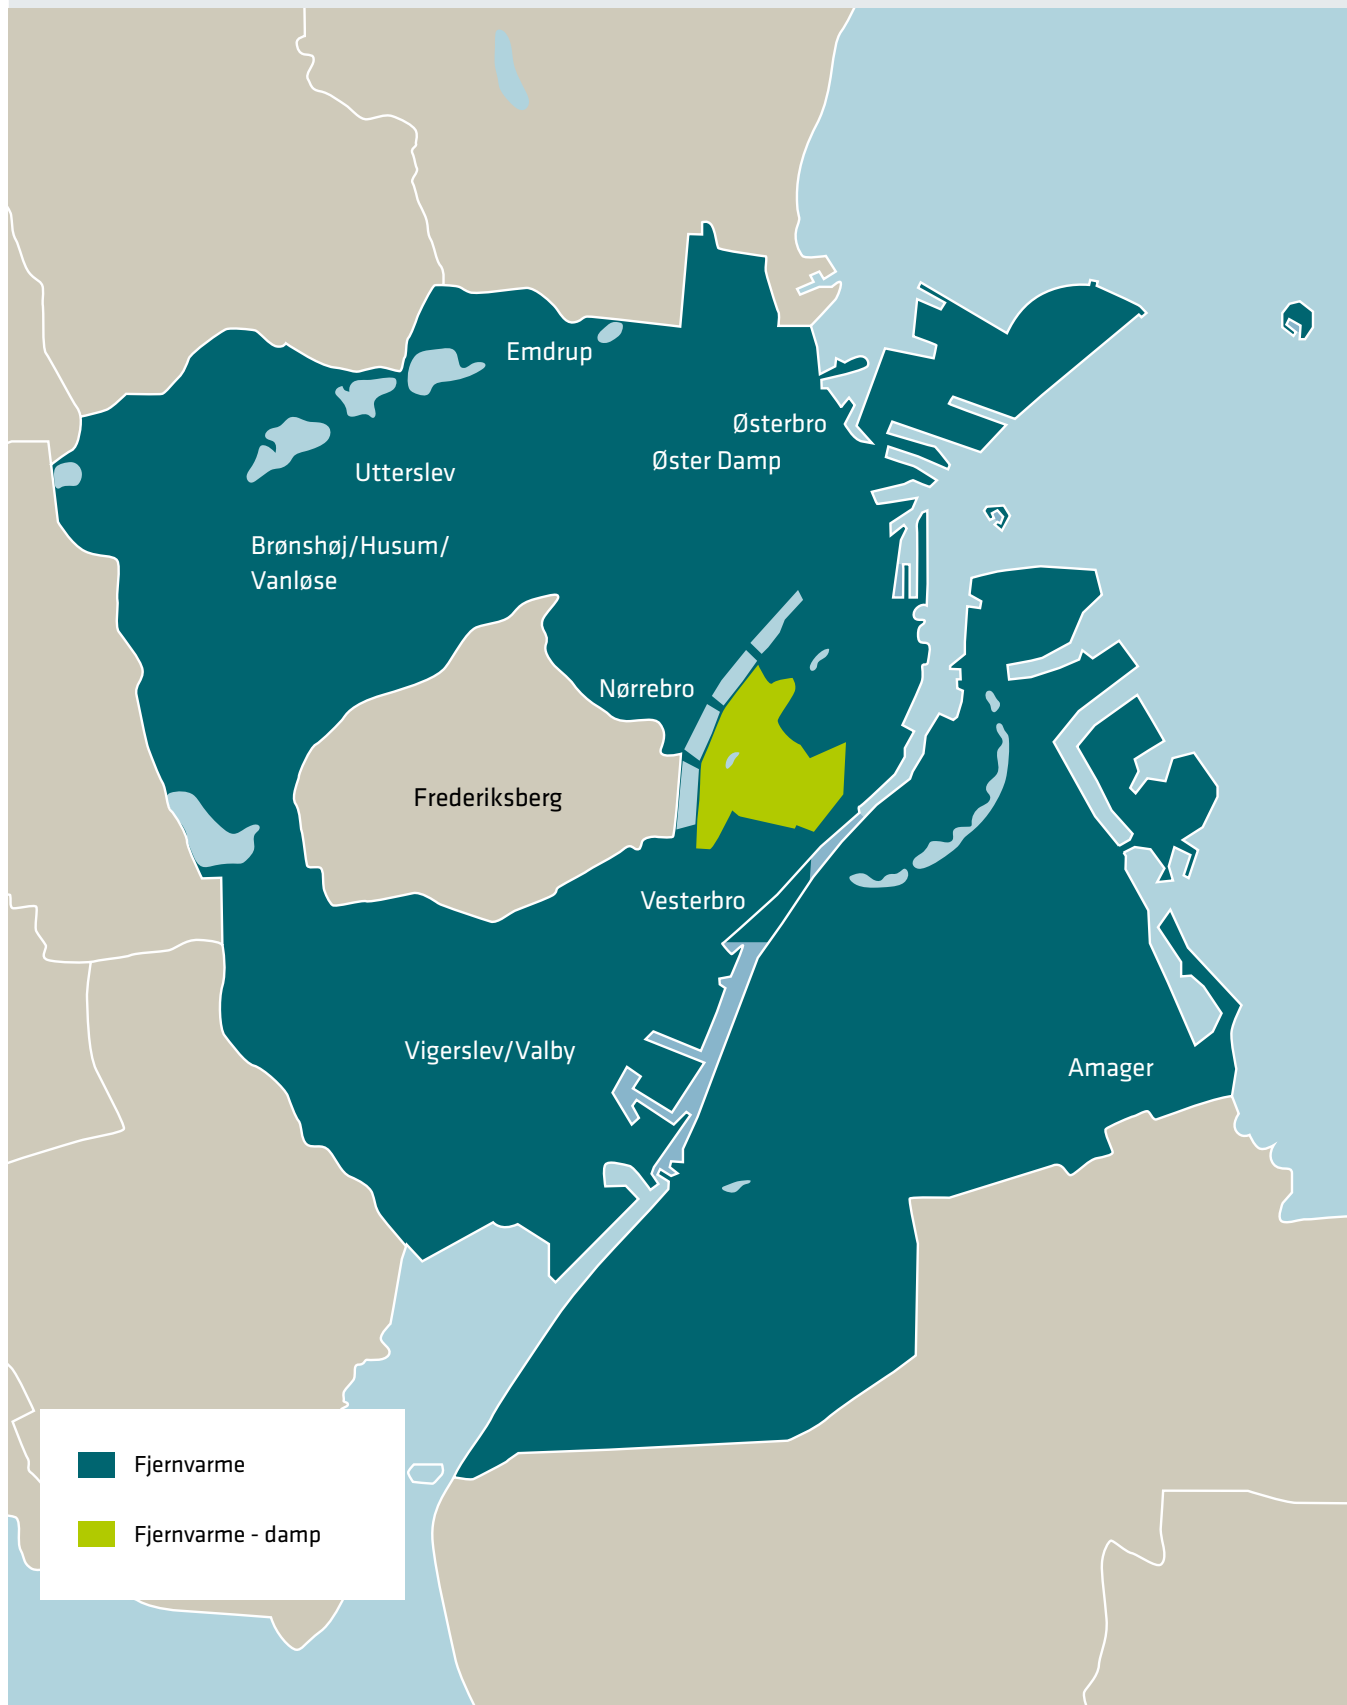 Emdrup
Østerbro
Øster Damp
Utterslev
Brønshøj/Husum/
Vanløse
Nørrebro
Frederiksberg
Vesterbro
Vigerslev/Valby
Amager
Fjernvarme
Fjernvarme - damp